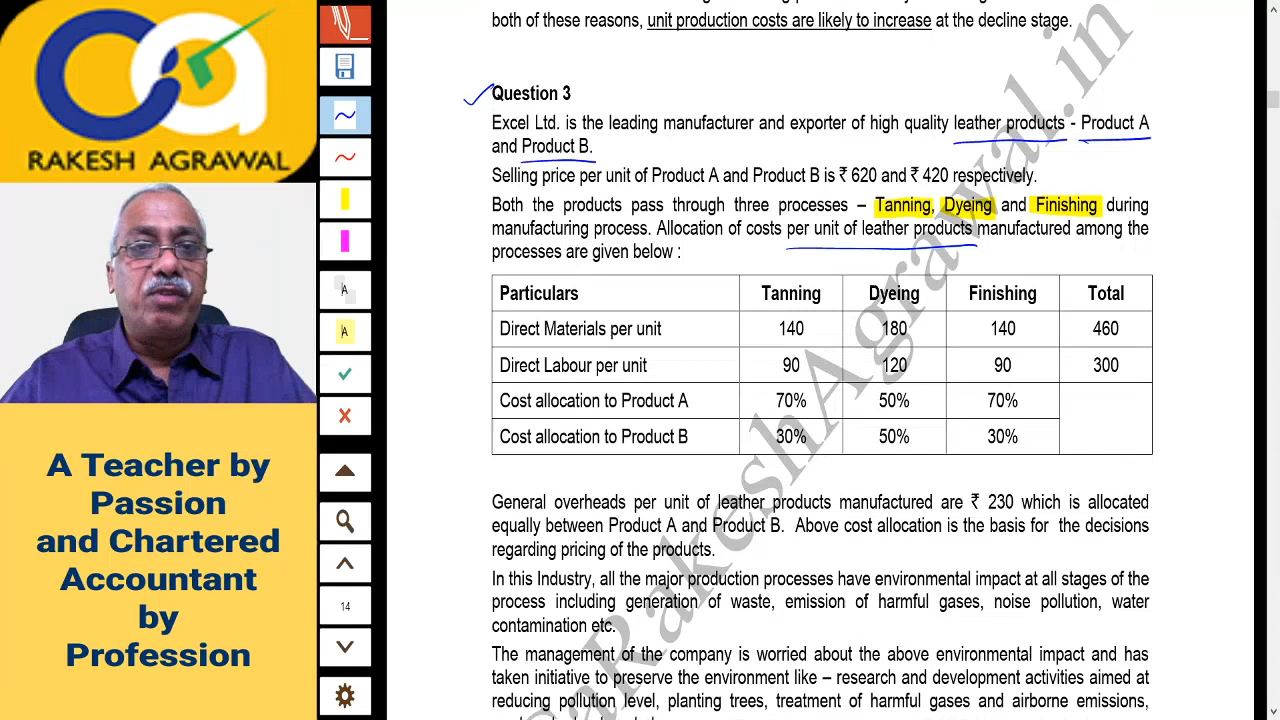 RAKESH AGRAWAL
A Teacher by
Passion
and Chartered
Accountant
by
Profession
A
A
14
both of these reasons, unit production costs are likely to increase at the decline stage.
Question 3
Excel Ltd. is the leading manufacturer and exporter of high quality leather products - Product A
and Product B.
Selling price per unit of Product A and Product B is ₹ 620 and ₹ 420 respectively.
Both the products pass through three processes – Tanning, Dyeing and Finishing during
manufacturing process. Allocation of costs per unit of leather products manufactured among the
processes are given below :
Particulars Tanning Dyeing Finishing Total
Direct Materials per unit 140 180 140 460
Direct Labour per unit 90 120 90 300
Cost allocation to Product A 70% 50% 70%
Cost allocation to Product B 30% 50% 30%
General overheads per unit of leather products manufactured are ₹ 230 which is allocated
equally between Product A and Product B. Above cost allocation is the basis for the decisions
regarding pricing of the products.
In this Industry, all the major production processes have environmental impact at all stages of the
process including generation of waste, emission of harmful gases, noise pollution, water
contamination etc.
The management of the company is worried about the above environmental impact and has
taken initiative to preserve the environment like – research and development activities aimed at
reducing pollution level, planting trees, treatment of harmful gases and airborne emissions,
CaRakeshAgrawal.in